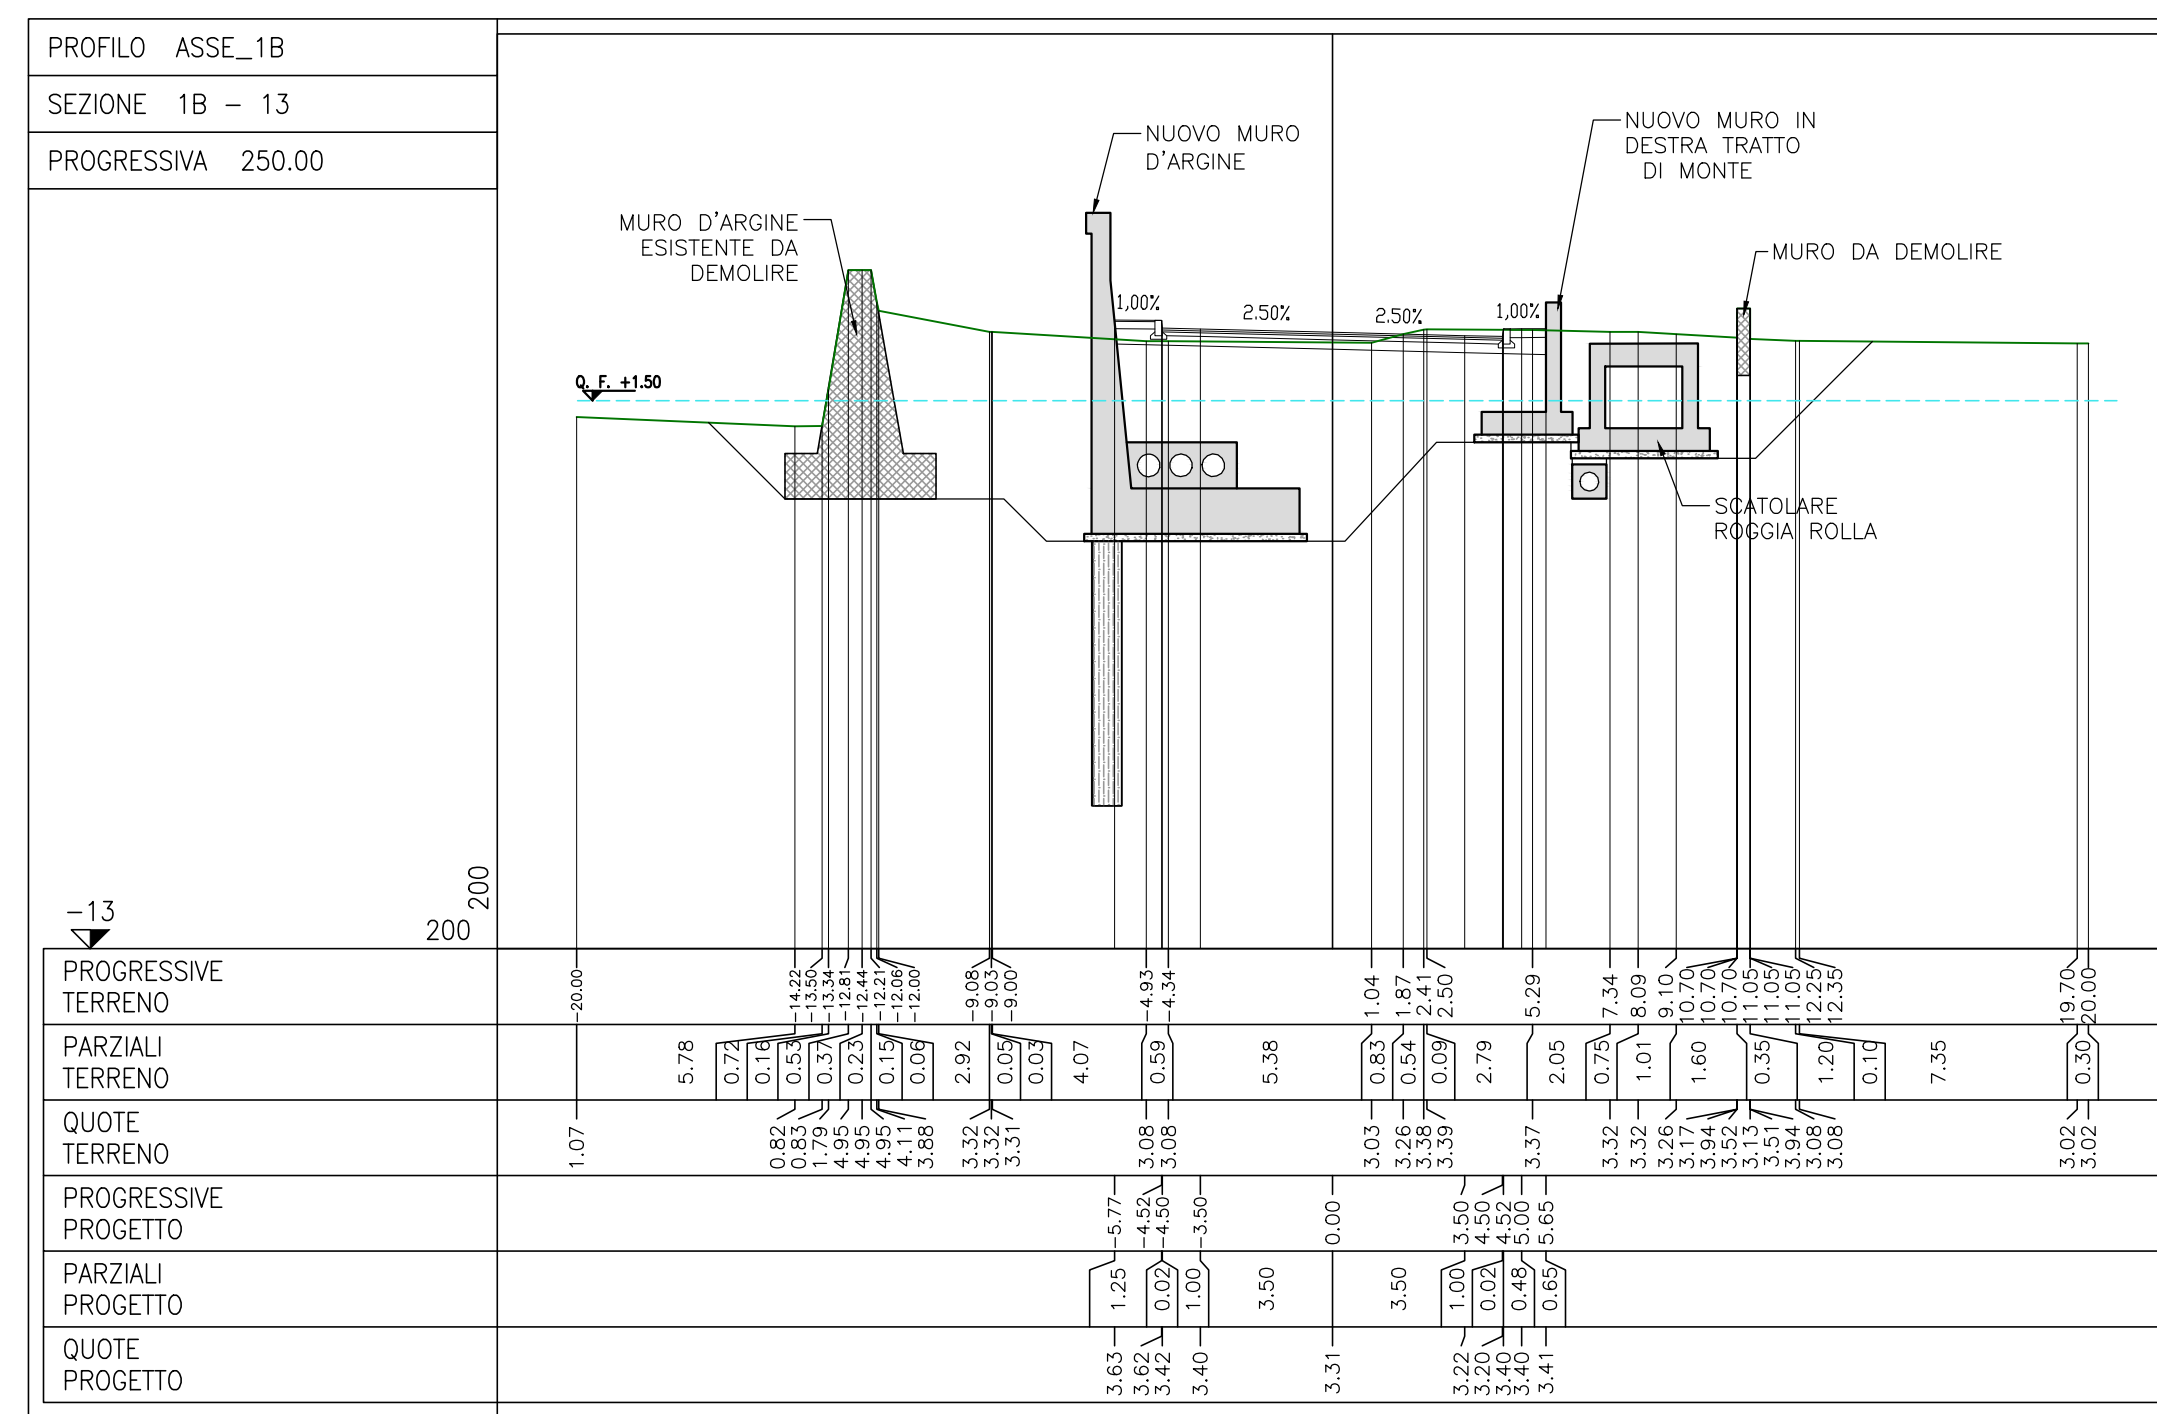 PROFILO ASSE_1B
SEZIONE 1B – 13
PROGRESSIVA 250.00
NUOVO MURO
D'ARGINE
NUOVO MURO IN
DESTRA TRATTO
DI MONTE
MURO D'ARGINE
ESISTENTE DA
DEMOLIRE
MURO DA DEMOLIRE
1,00%
2.50%
2.50%
1,00%
Q. F. +1.50
SCATOLARE
ROGGIA ROLLA
–13
200
200
PROGRESSIVE
TERRENO
–20.00 –14.22 –13.50 –13.34 –12.81 –12.44 –12.21 –12.06 –12.00 –9.08 –9.03 –9.00 –4.93 –4.34 1.04 1.87 2.41 2.50 5.29 7.34 8.09 9.10 10.70 10.70 10.70 11.05 11.05 11.05 12.25 12.35 19.70 20.00
PARZIALI
TERRENO
5.78 0.72 0.16 0.53 0.37 0.23 0.15 0.06 2.92 0.05 0.03 4.07 0.59 5.38 0.83 0.54 0.09 2.79 2.05 0.75 1.01 1.60 0.35 1.20 0.10 7.35 0.30
QUOTE
TERRENO
1.07 0.82 0.83 1.79 4.95 4.95 4.95 4.11 3.88 3.32 3.32 3.31 3.08 3.08 3.03 3.26 3.38 3.39 3.37 3.32 3.32 3.26 3.17 3.94 3.52 3.13 3.51 3.94 3.08 3.08 3.02 3.02
PROGRESSIVE
PROGETTO
–5.77 –4.52 –4.50 –3.50 0.00 3.50 4.50 4.52 5.00 5.65
PARZIALI
PROGETTO
1.25 0.02 1.00 3.50 3.50 1.00 0.02 0.48 0.65
QUOTE
PROGETTO
3.63 3.62 3.42 3.40 3.31 3.22 3.20 3.40 3.40 3.41